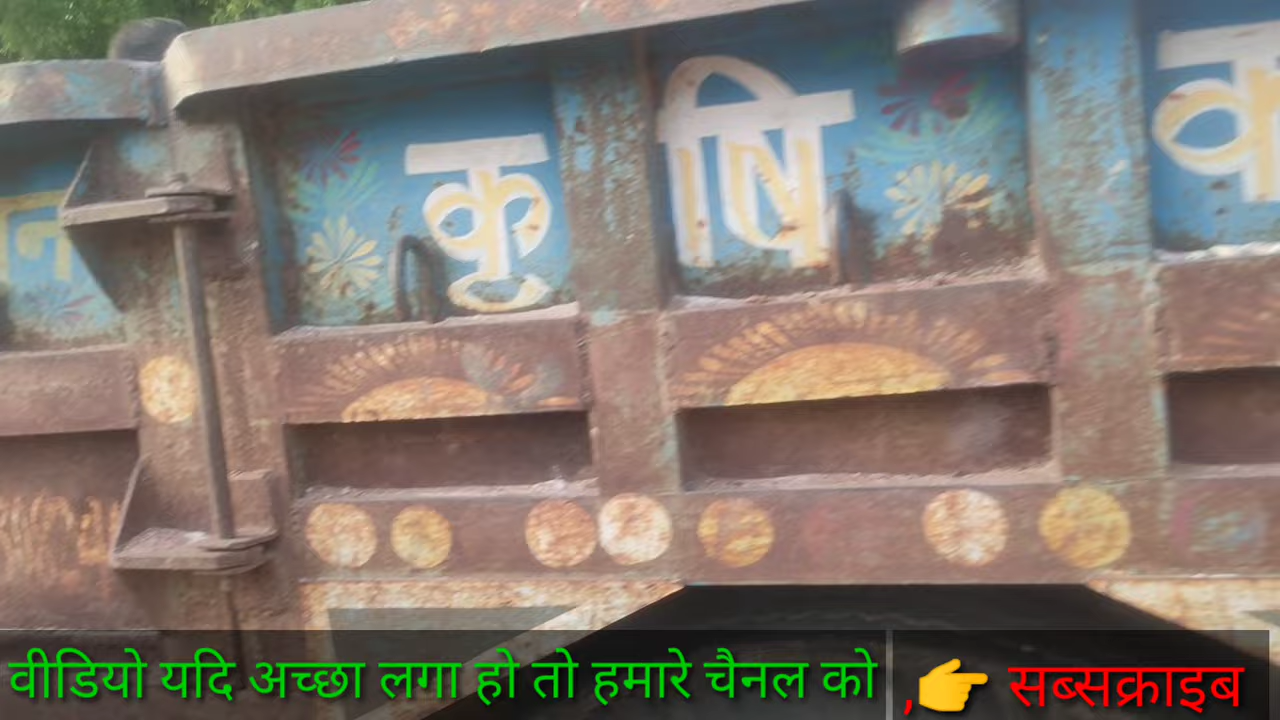 न कृषि क
वीडियो यदि अच्छा लगा हो तो हमारे चैनल को ,👉 सब्सक्राइब